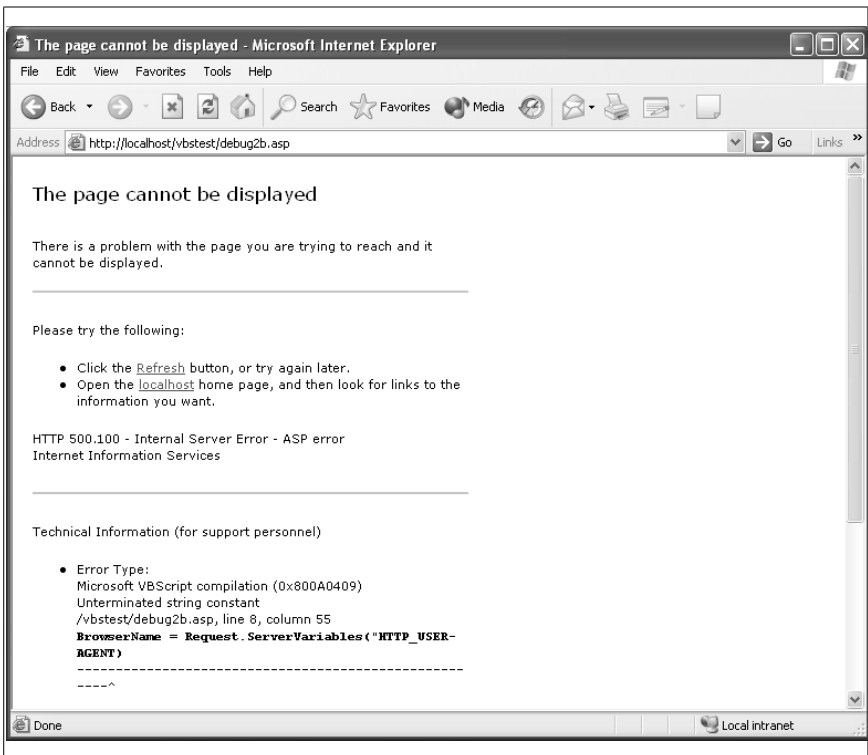 The page cannot be displayed - Microsoft Internet Explorer
File Edit View Favorites Tools Help
Back Search Favorites Media
Address http://localhost/vbstest/debug2b.asp Go Links »
The page cannot be displayed
There is a problem with the page you are trying to reach and it
cannot be displayed.
Please try the following:
• Click the Refresh button, or try again later.
• Open the localhost home page, and then look for links to the
information you want.
HTTP 500.100 - Internal Server Error - ASP error
Internet Information Services
Technical Information (for support personnel)
• Error Type:
Microsoft VBScript compilation (0x800A0409)
Unterminated string constant
/vbstest/debug2b.asp, line 8, column 55
BrowserName = Request.ServerVariables("HTTP_USER-
AGENT)
--------------------------------------------------
----^
Done Local intranet